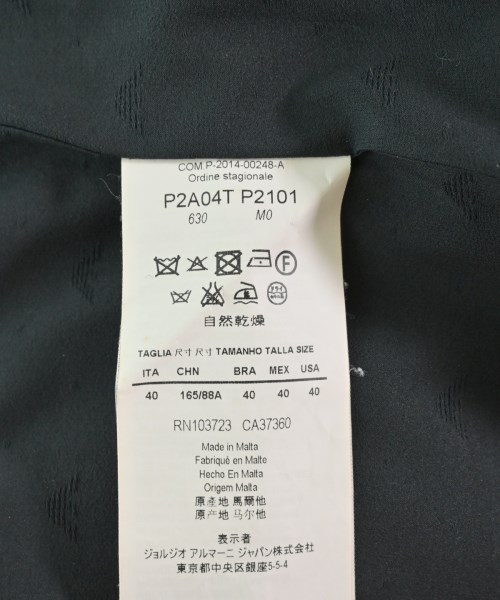 COM P-2014-00248-A
Ordine stagionale
P2A04T P2101
630 M0
F
自然乾燥
TAGLIA 尺寸 尺寸 TAMANHO TALLA SIZE
ITA CHN BRA MEX USA
40 165/88A 40 40 40
RN103723 CA37360
Made in Malta
Fabriqué en Malte
Hecho En Malta
Origem Malta
原產地 馬爾他
原产地 马尔他
表示者
ジョルジオ アルマーニ ジャパン株式会社
東京都中央区銀座5-5-4